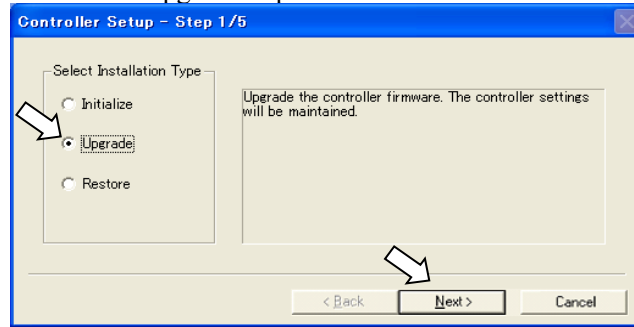 Controller Setup - Step 1/5
Select Installation Type
Initialize
Upgrade
Restore
Upgrade the controller firmware. The controller settings
will be maintained.
< Back
Next >
Cancel